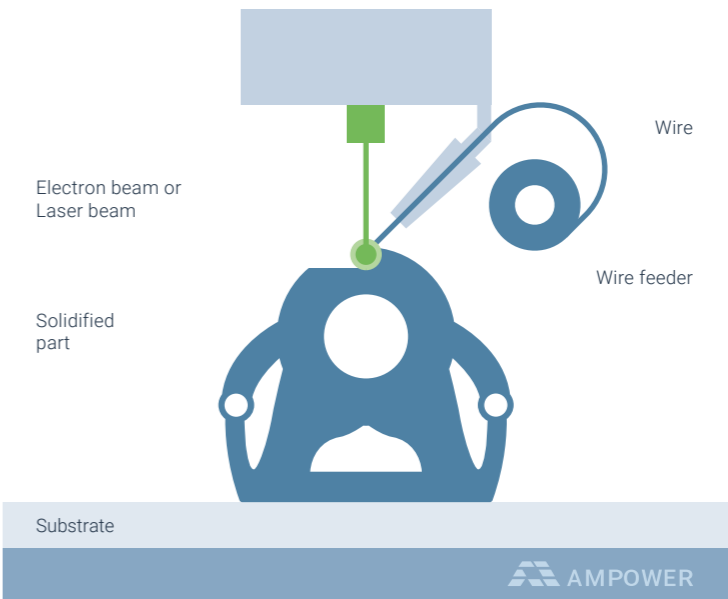 Wire
Electron beam or
Laser beam
Wire feeder
Solidified
part
Substrate
AMPOWER